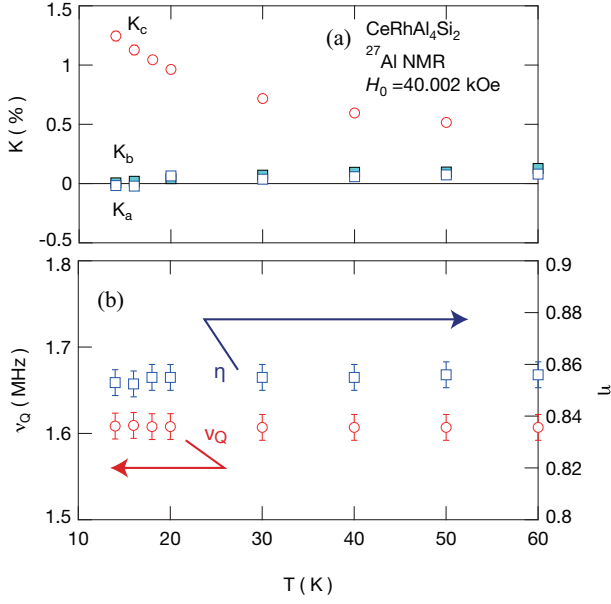 K_c
(a)
CeRhAl₄Si₂
²⁷Al NMR
H₀ =40.002 kOe
K ( % )
1.5
1
0.5
0
-0.5
K_b
K_a
1.8
1.7
1.6
1.5
ν_Q ( MHz )
(b)
η
ν_Q
0.9
0.88
0.86
0.84
0.82
0.8
η
10 20 30 40 50 60
T ( K )